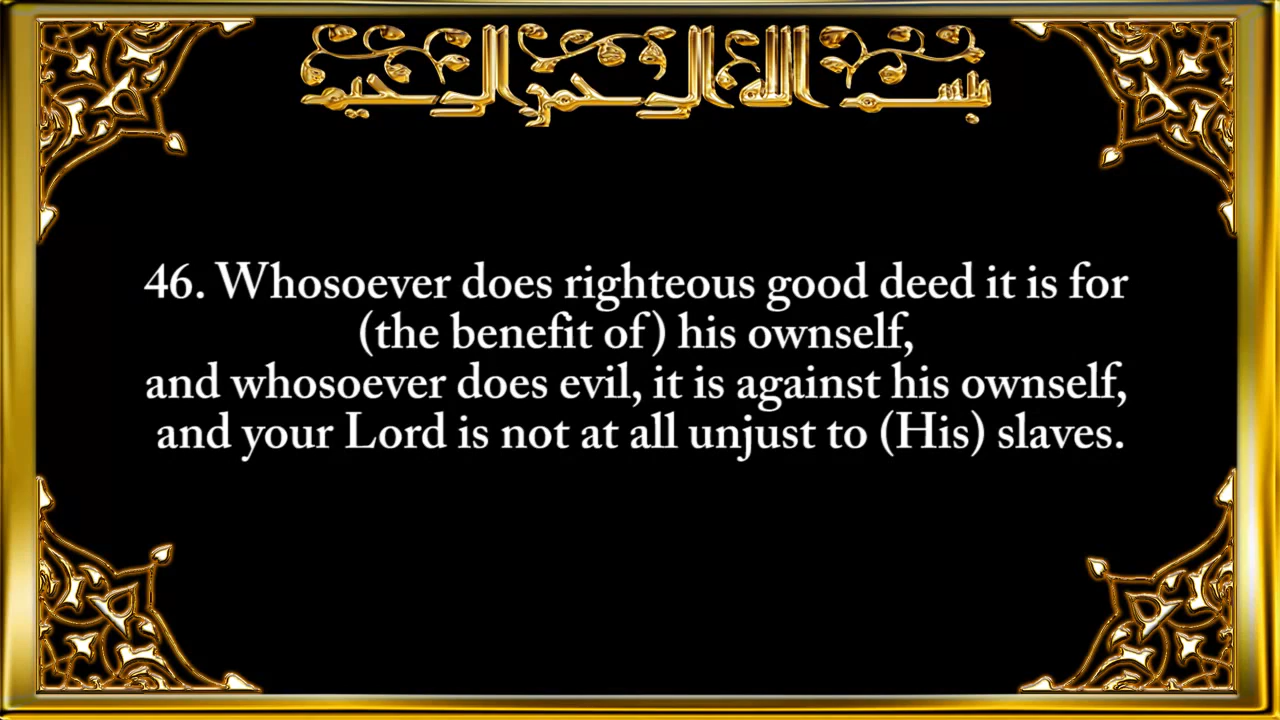 بسم الله الرحمن الرحيم
46. Whosoever does righteous good deed it is for
(the benefit of) his ownself,
and whosoever does evil, it is against his ownself,
and your Lord is not at all unjust to (His) slaves.